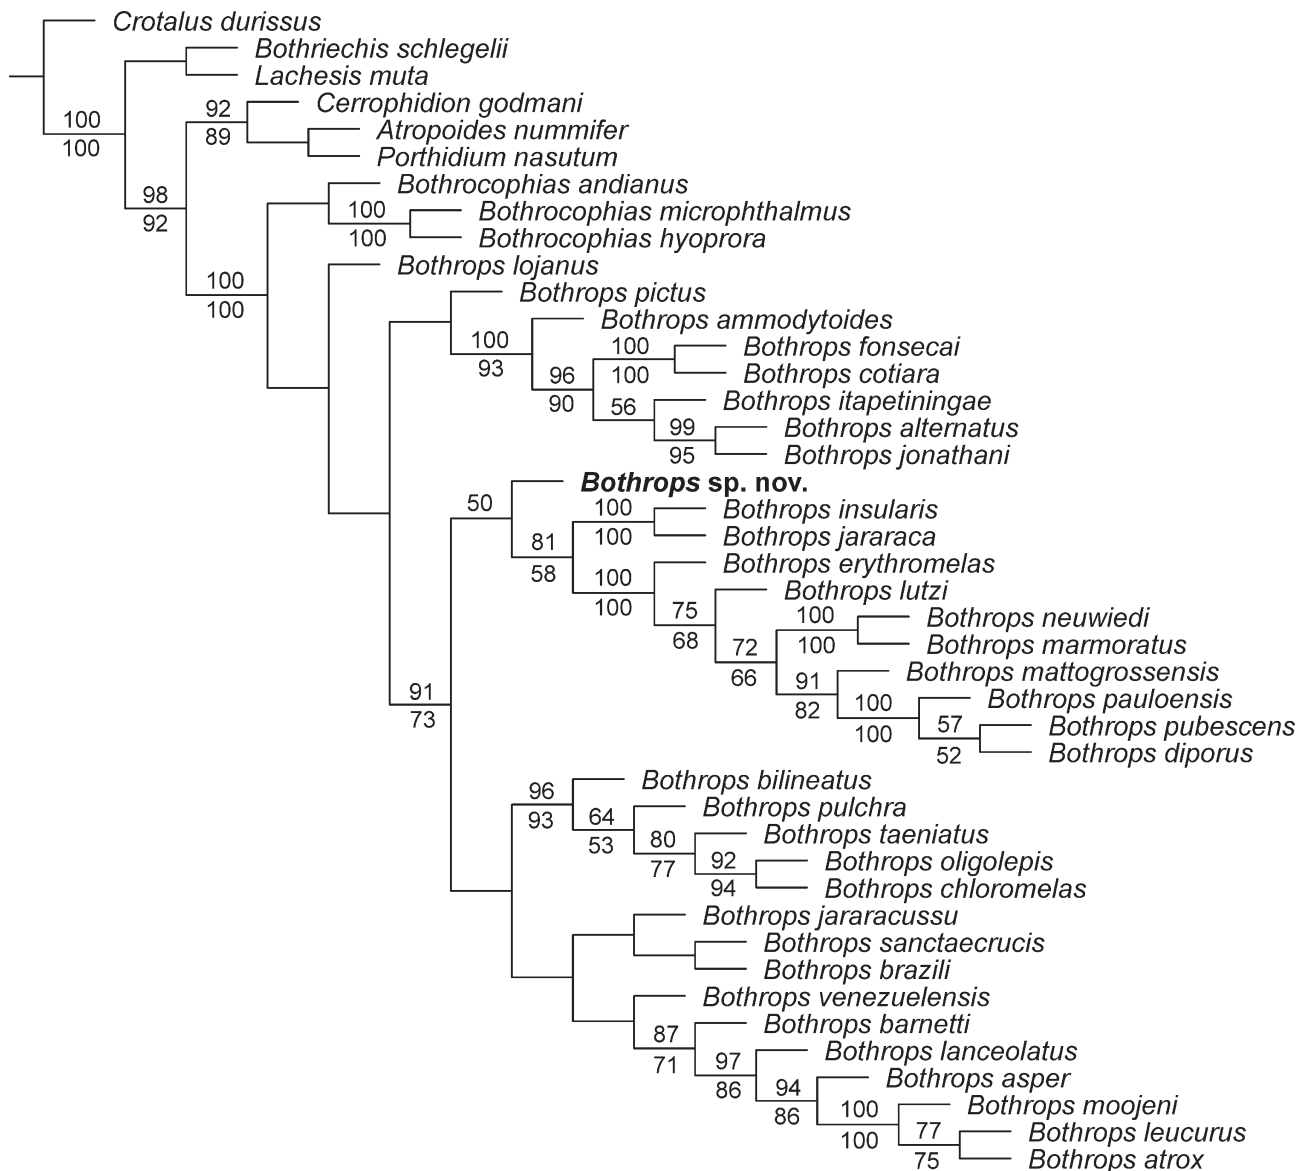 Crotalus durissus
Bothriechis schlegelii
Lachesis muta
92 Cerrophidion godmani
100 89 Atropoides nummifer
100 Porthidium nasutum
98 Bothrocophias andianus
92 100 Bothrocophias microphthalmus
100 Bothrocophias hyoprora
100 Bothrops lojanus
100 Bothrops pictus
Bothrops ammodytoides
100 100 Bothrops fonsecai
93 96 100 Bothrops cotiara
90 56 Bothrops itapetiningae
99 Bothrops alternatus
95 Bothrops jonathani
50 Bothrops sp. nov.
100 Bothrops insularis
81 100 Bothrops jararaca
58 100 Bothrops erythromelas
100 75 Bothrops lutzi
68 72 100 Bothrops neuwiedi
66 100 Bothrops marmoratus
91 Bothrops mattogrossensis
91 82 100 Bothrops pauloensis
73 100 57 Bothrops pubescens
52 Bothrops diporus
96 Bothrops bilineatus
93 64 Bothrops pulchra
53 80 Bothrops taeniatus
77 92 Bothrops oligolepis
94 Bothrops chloromelas
Bothrops jararacussu
Bothrops sanctaecrucis
Bothrops brazili
Bothrops venezuelensis
87 Bothrops barnetti
71 97 Bothrops lanceolatus
86 94 Bothrops asper
86 100 Bothrops moojeni
100 77 Bothrops leucurus
75 Bothrops atrox